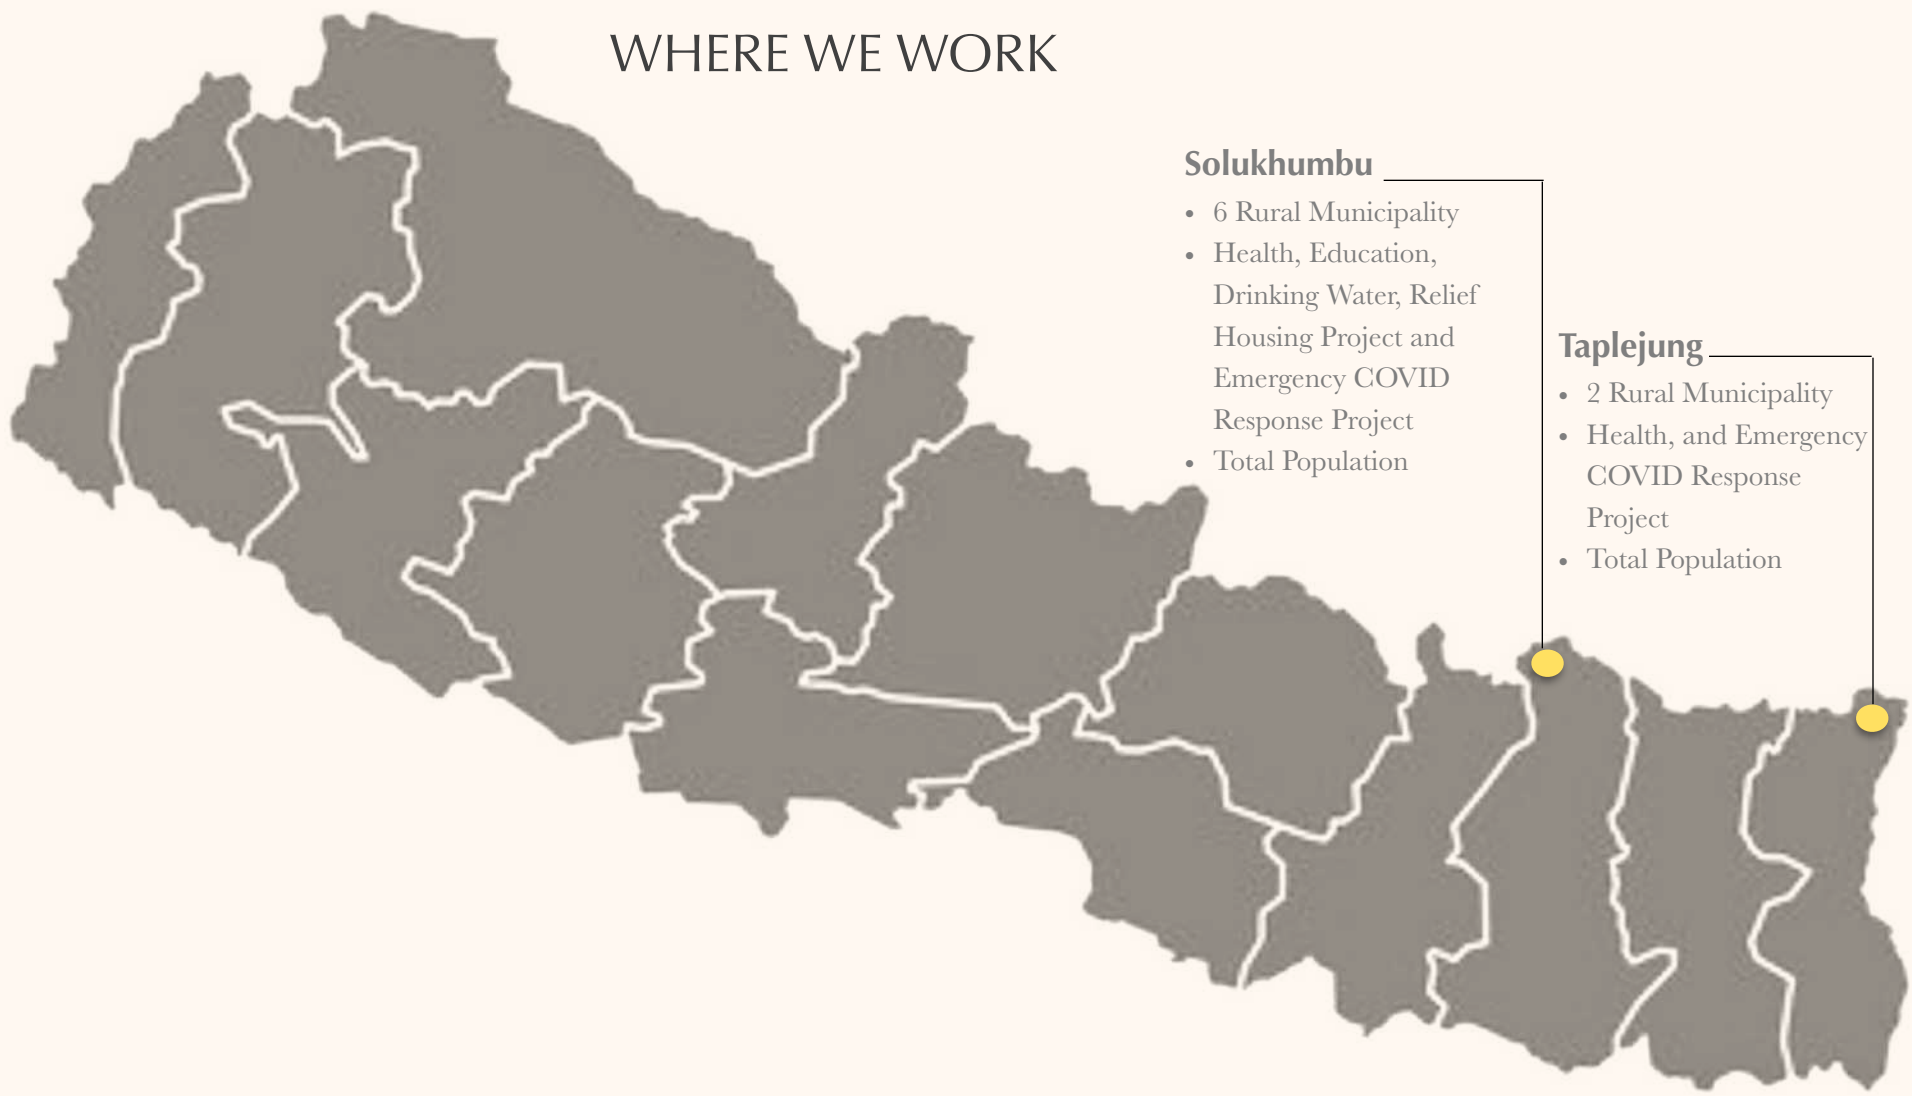 WHERE WE WORK
Solukhumbu
• 6 Rural Municipality
• Health, Education,
Drinking Water, Relief
Housing Project and
Emergency COVID
Response Project
• Total Population
Taplejung
• 2 Rural Municipality
• Health, and Emergency
COVID Response
Project
• Total Population